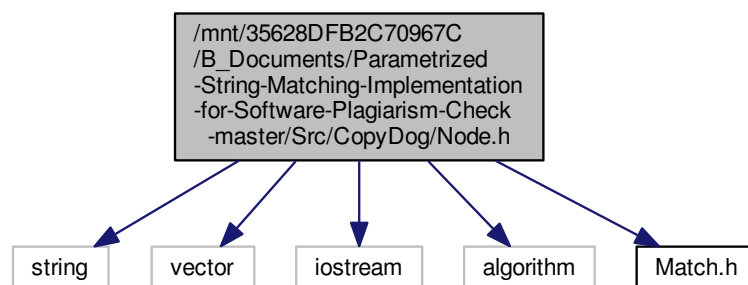 /mnt/35628DFB2C70967C
/B_Documents/Parametrized
-String-Matching-Implementation
-for-Software-Plagiarism-Check
-master/Src/CopyDog/Node.h
string
vector
iostream
algorithm
Match.h